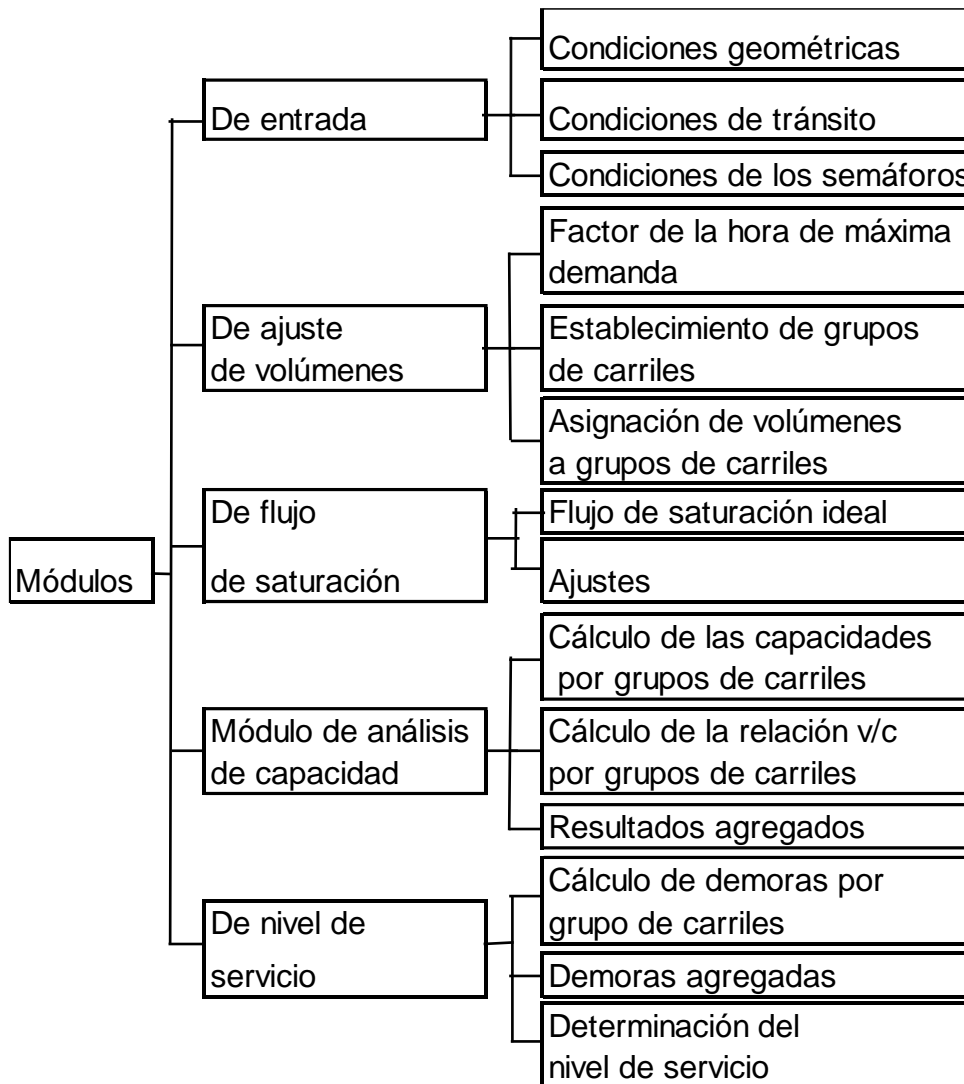 Módulos
De entrada
Condiciones geométricas
Condiciones de tránsito
Condiciones de los semáforos
De ajuste
de volúmenes
Factor de la hora de máxima
demanda
Establecimiento de grupos
de carriles
Asignación de volúmenes
a grupos de carriles
De flujo
de saturación
Flujo de saturación ideal
Ajustes
Módulo de análisis
de capacidad
Cálculo de las capacidades
por grupos de carriles
Cálculo de la relación v/c
por grupos de carriles
Resultados agregados
De nivel de
servicio
Cálculo de demoras por
grupo de carriles
Demoras agregadas
Determinación del
nivel de servicio